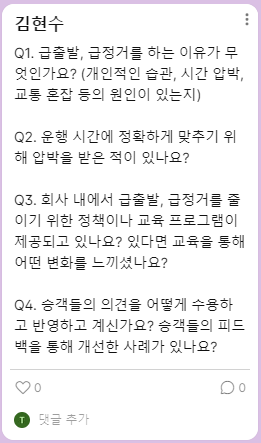 김현수
Q1. 급출발, 급정거를 하는 이유가 무
엇인가요? (개인적인 습관, 시간 압박,
교통 혼잡 등의 원인이 있는지)
Q2. 운행 시간에 정확하게 맞추기 위
해 압박을 받은 적이 있나요?
Q3. 회사 내에서 급출발, 급정거를 줄
이기 위한 정책이나 교육 프로그램이
제공되고 있나요? 있다면 교육을 통해
어떤 변화를 느끼셨나요?
Q4. 승객들의 의견을 어떻게 수용하
고 반영하고 계신가요? 승객들의 피드
백을 통해 개선한 사례가 있나요?
0 0
T 댓글 추가